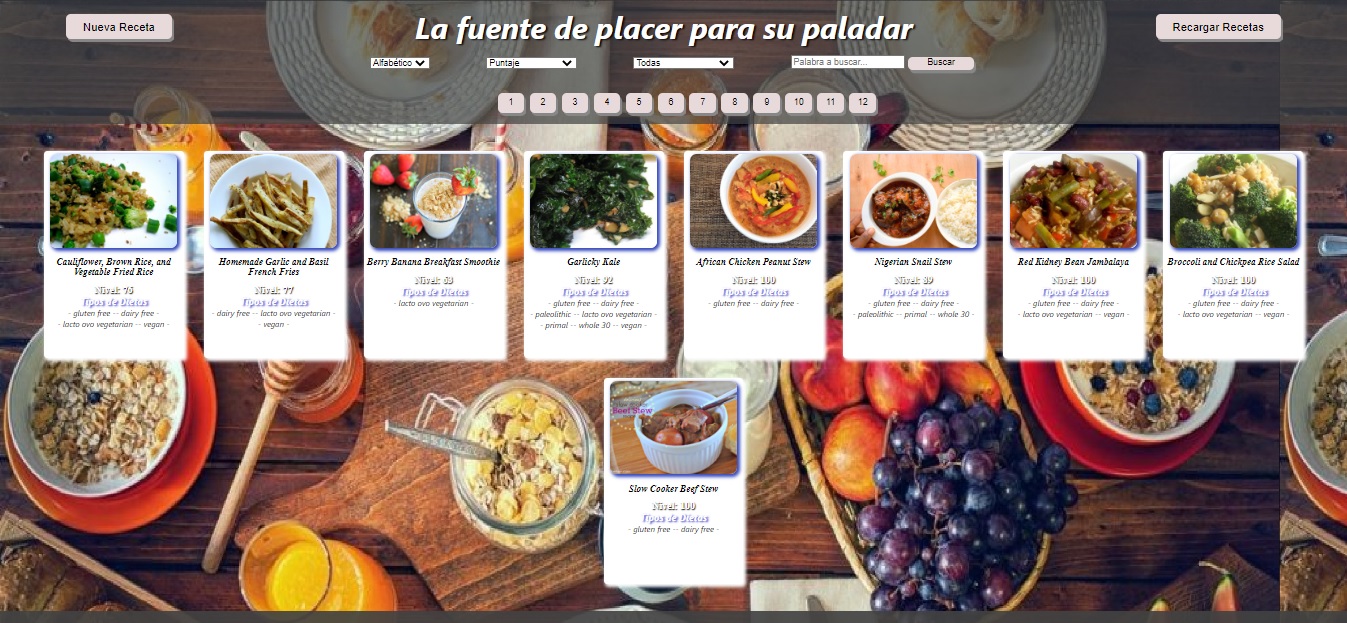 Nueva Receta
La fuente de placer para su paladar
Recargar Recetas
Alfabético
Puntaje
Todas
Palabra a buscar...
Buscar
1 2 3 4 5 6 7 8 9 10 11 12
Cauliflower, Brown Rice, and
Vegetable Fried Rice
Nivel: 76
Tipos de Dietas
- gluten free -- dairy free -
- lacto ovo vegetarian -- vegan -
Homemade Garlic and Basil
French Fries
Nivel: 77
Tipos de Dietas
- dairy free -- lacto ovo vegetarian -
- vegan -
Berry Banana Breakfast Smoothie
Nivel: 63
Tipos de Dietas
- lacto ovo vegetarian -
Garlicky Kale
Nivel: 92
Tipos de Dietas
- gluten free -- dairy free -
- paleolithic -- lacto ovo vegetarian -
- primal -- whole 30 -- vegan -
African Chicken Peanut Stew
Nivel: 100
Tipos de Dietas
- gluten free -- dairy free -
Nigerian Snail Stew
Nivel: 89
Tipos de Dietas
- gluten free -- dairy free -
- paleolithic -- primal -- whole 30 -
Red Kidney Bean Jambalaya
Nivel: 100
Tipos de Dietas
- gluten free -- dairy free -
- lacto ovo vegetarian -- vegan -
Broccoli and Chickpea Rice Salad
Nivel: 100
Tipos de Dietas
- gluten free -- dairy free -
- lacto ovo vegetarian -- vegan -
Beef Stew
Slow Cooker Beef Stew
Nivel: 100
Tipos de Dietas
- gluten free -- dairy free -